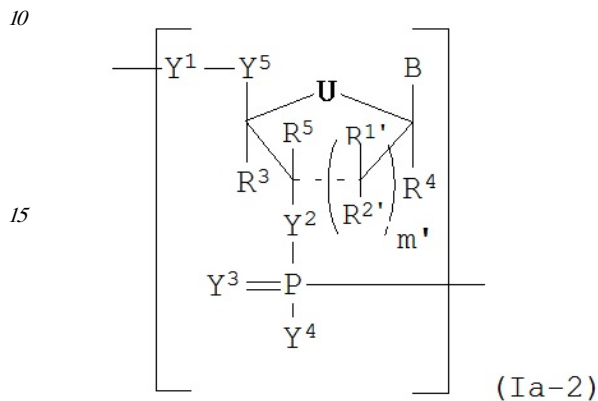 10
Y¹ Y⁵ U B
R⁵ R¹'
R³ R⁴
15
Y² R²' m'
Y³ P
Y⁴
(Ia-2)